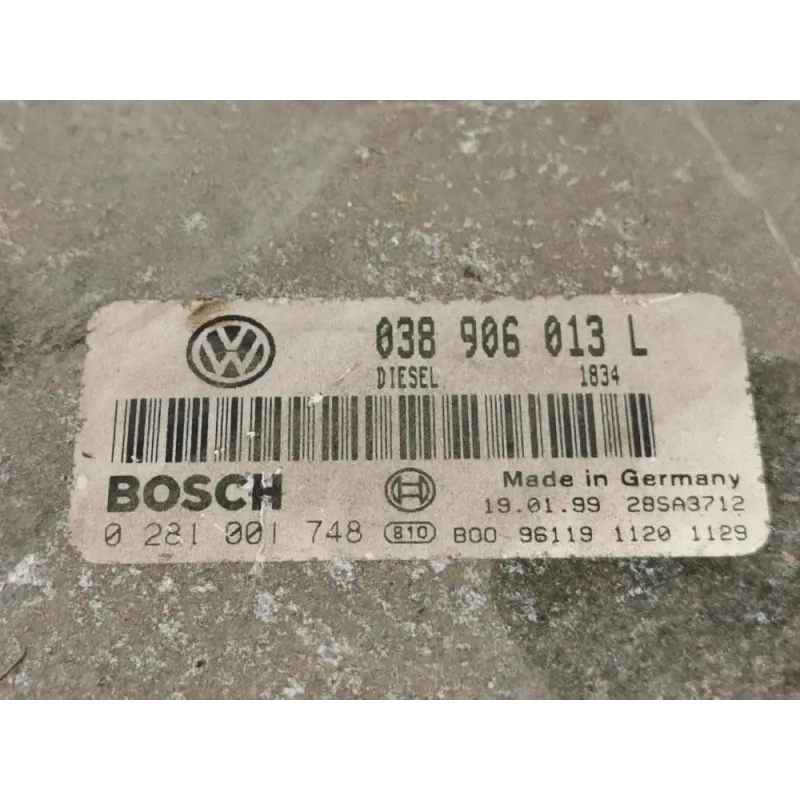 038 906 013 L
DIESEL 1834
BOSCH Made in Germany
19.01.99 28SA3712
0 281 001 748 810 B00 96119 1120 1129